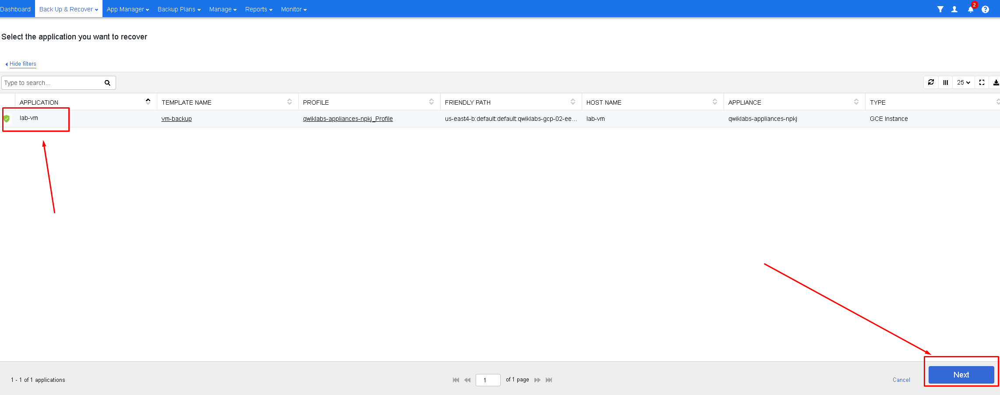 Dashboard Back Up & Recover App Manager Backup Plans Manage Reports Monitor 2
Select the application you want to recover
Hide filters
Type to search... 25
APPLICATION TEMPLATE NAME PROFILE FRIENDLY PATH HOST NAME APPLIANCE TYPE
lab-vm vm-backup qwiklabs-appliances-npkj_Profile us-east4-b:default:default:qwiklabs-gcp-02-ee... lab-vm qwiklabs-appliances-npkj GCE Instance
1 - 1 of 1 applications 1 of 1 page Cancel Next